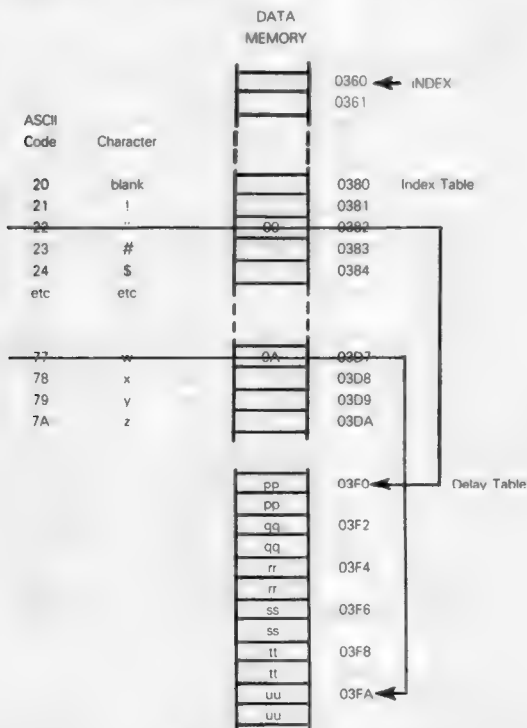 DATA
MEMORY
0360 INDEX
0361
ASCII
Code Character
20 blank 0380 Index Table
21 ! 0381
22 " 00 0382
23 # 0383
24 $ 0384
etc etc
77 w 0A 03D7
78 x 03D8
79 y 03D9
7A z 03DA
pp 03F0 Delay Table
pp
qq 03F2
qq
rr 03F4
rr
ss 03F6
ss
tt 03F8
tt
uu 03FA
uu